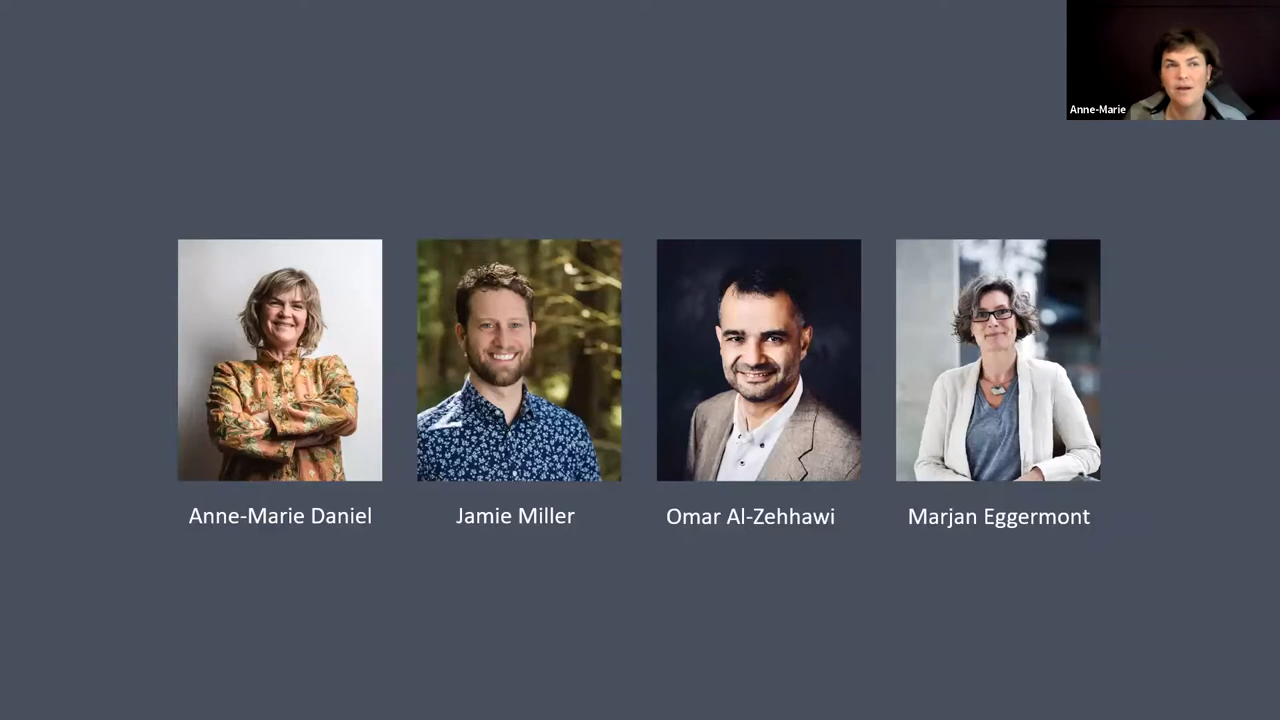 Anne-Marie
Anne-Marie Daniel
Jamie Miller
Omar Al-Zehhawi
Marjan Eggermont